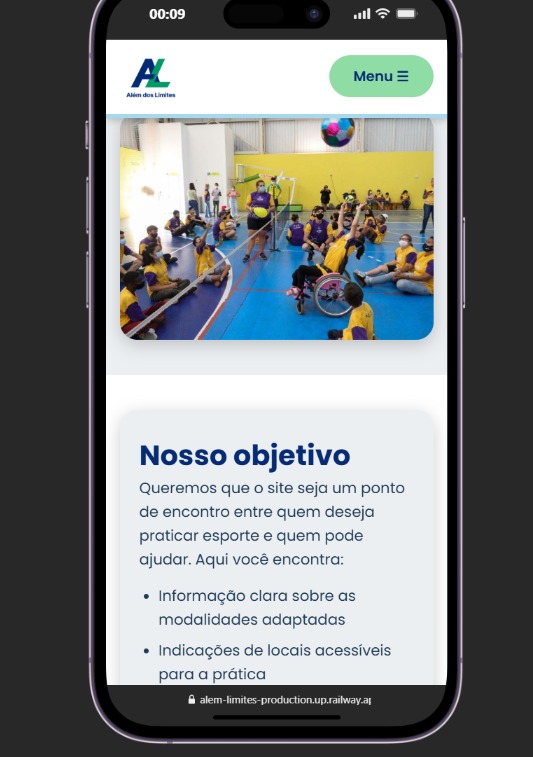 00:09
AL
Além dos Limites
Menu ☰
Nosso objetivo
Queremos que o site seja um ponto
de encontro entre quem deseja
praticar esporte e quem pode
ajudar. Aqui você encontra:
• Informação clara sobre as
modalidades adaptadas
• Indicações de locais acessíveis
para a prática
alem-limites-production.up.railway.ap